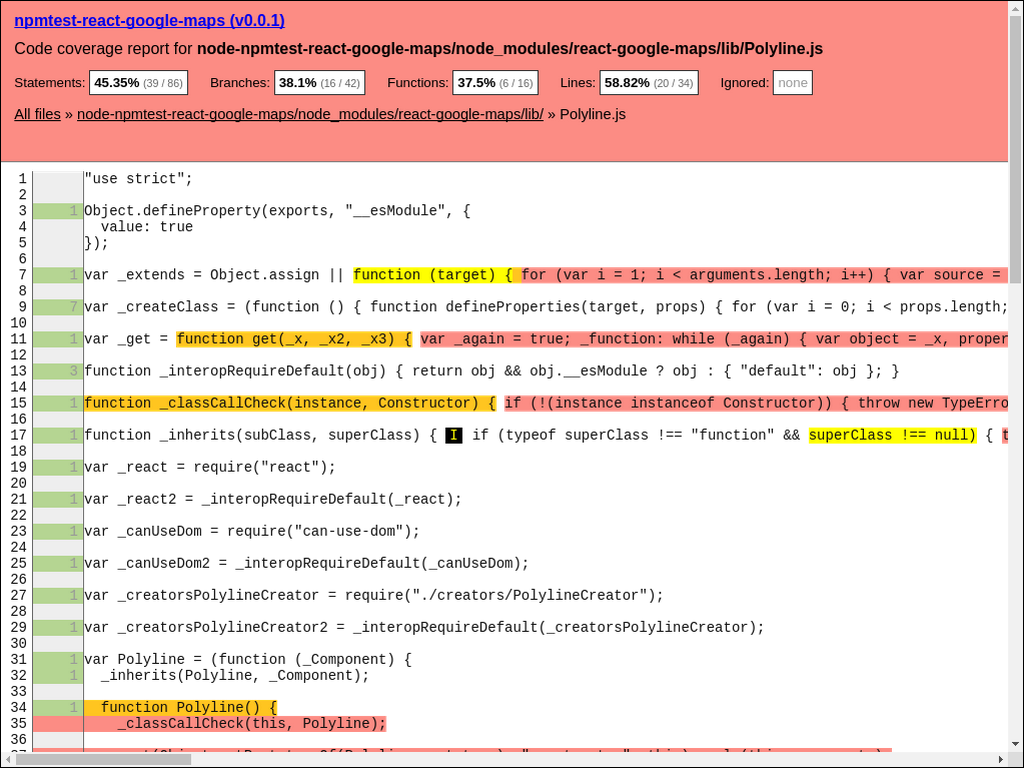 npmtest-react-google-maps (v0.0.1)
Code coverage report for node-npmtest-react-google-maps/node_modules/react-google-maps/lib/Polyline.js
Statements: 45.35% (39 / 86) Branches: 38.1% (16 / 42) Functions: 37.5% (6 / 16) Lines: 58.82% (20 / 34) Ignored: none
All files » node-npmtest-react-google-maps/node_modules/react-google-maps/lib/ » Polyline.js
1 "use strict";
2
3 1 Object.defineProperty(exports, "__esModule", {
4 value: true
5 });
6
7 1 var _extends = Object.assign || function (target) { for (var i = 1; i < arguments.length; i++) { var source =
8
9 7 var _createClass = (function () { function defineProperties(target, props) { for (var i = 0; i < props.length;
10
11 1 var _get = function get(_x, _x2, _x3) { var _again = true; _function: while (_again) { var object = _x, proper
12
13 3 function _interopRequireDefault(obj) { return obj && obj.__esModule ? obj : { "default": obj }; }
14
15 1 function _classCallCheck(instance, Constructor) { if (!(instance instanceof Constructor)) { throw new TypeErro
16
17 1 function _inherits(subClass, superClass) { I if (typeof superClass !== "function" && superClass !== null) { t
18
19 1 var _react = require("react");
20
21 1 var _react2 = _interopRequireDefault(_react);
22
23 1 var _canUseDom = require("can-use-dom");
24
25 1 var _canUseDom2 = _interopRequireDefault(_canUseDom);
26
27 1 var _creatorsPolylineCreator = require("./creators/PolylineCreator");
28
29 1 var _creatorsPolylineCreator2 = _interopRequireDefault(_creatorsPolylineCreator);
30
31 1 var Polyline = (function (_Component) {
32 1 _inherits(Polyline, _Component);
33
34 1 function Polyline() {
35 _classCallCheck(this, Polyline);
36